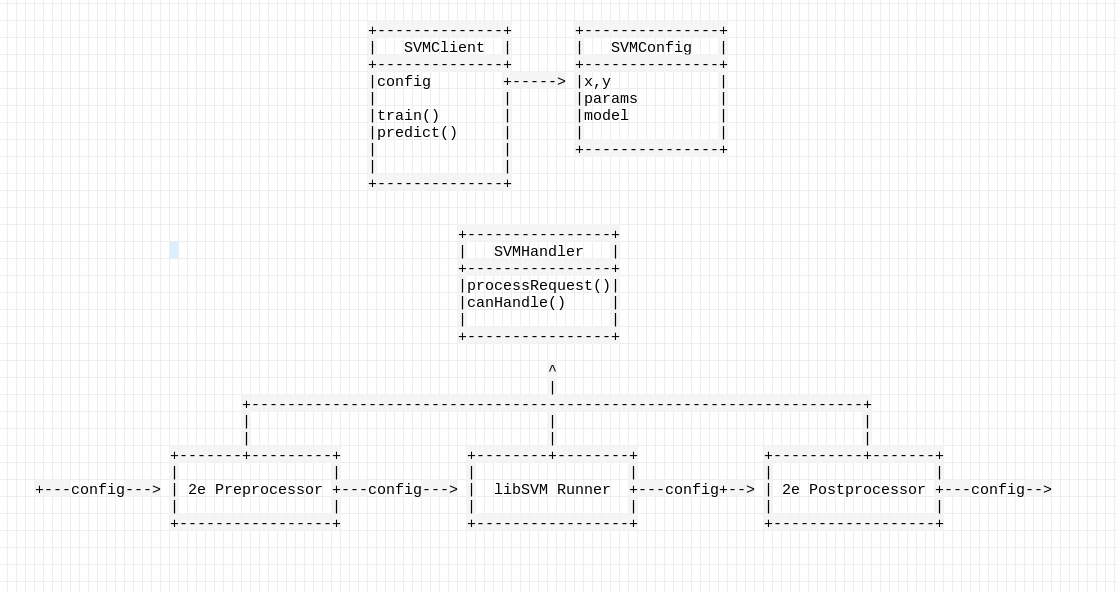 SVMClient SVMConfig
config x,y
params
train() model
predict()
SVMHandler
processRequest()
canHandle()
config 2e Preprocessor config libSVM Runner config 2e Postprocessor config